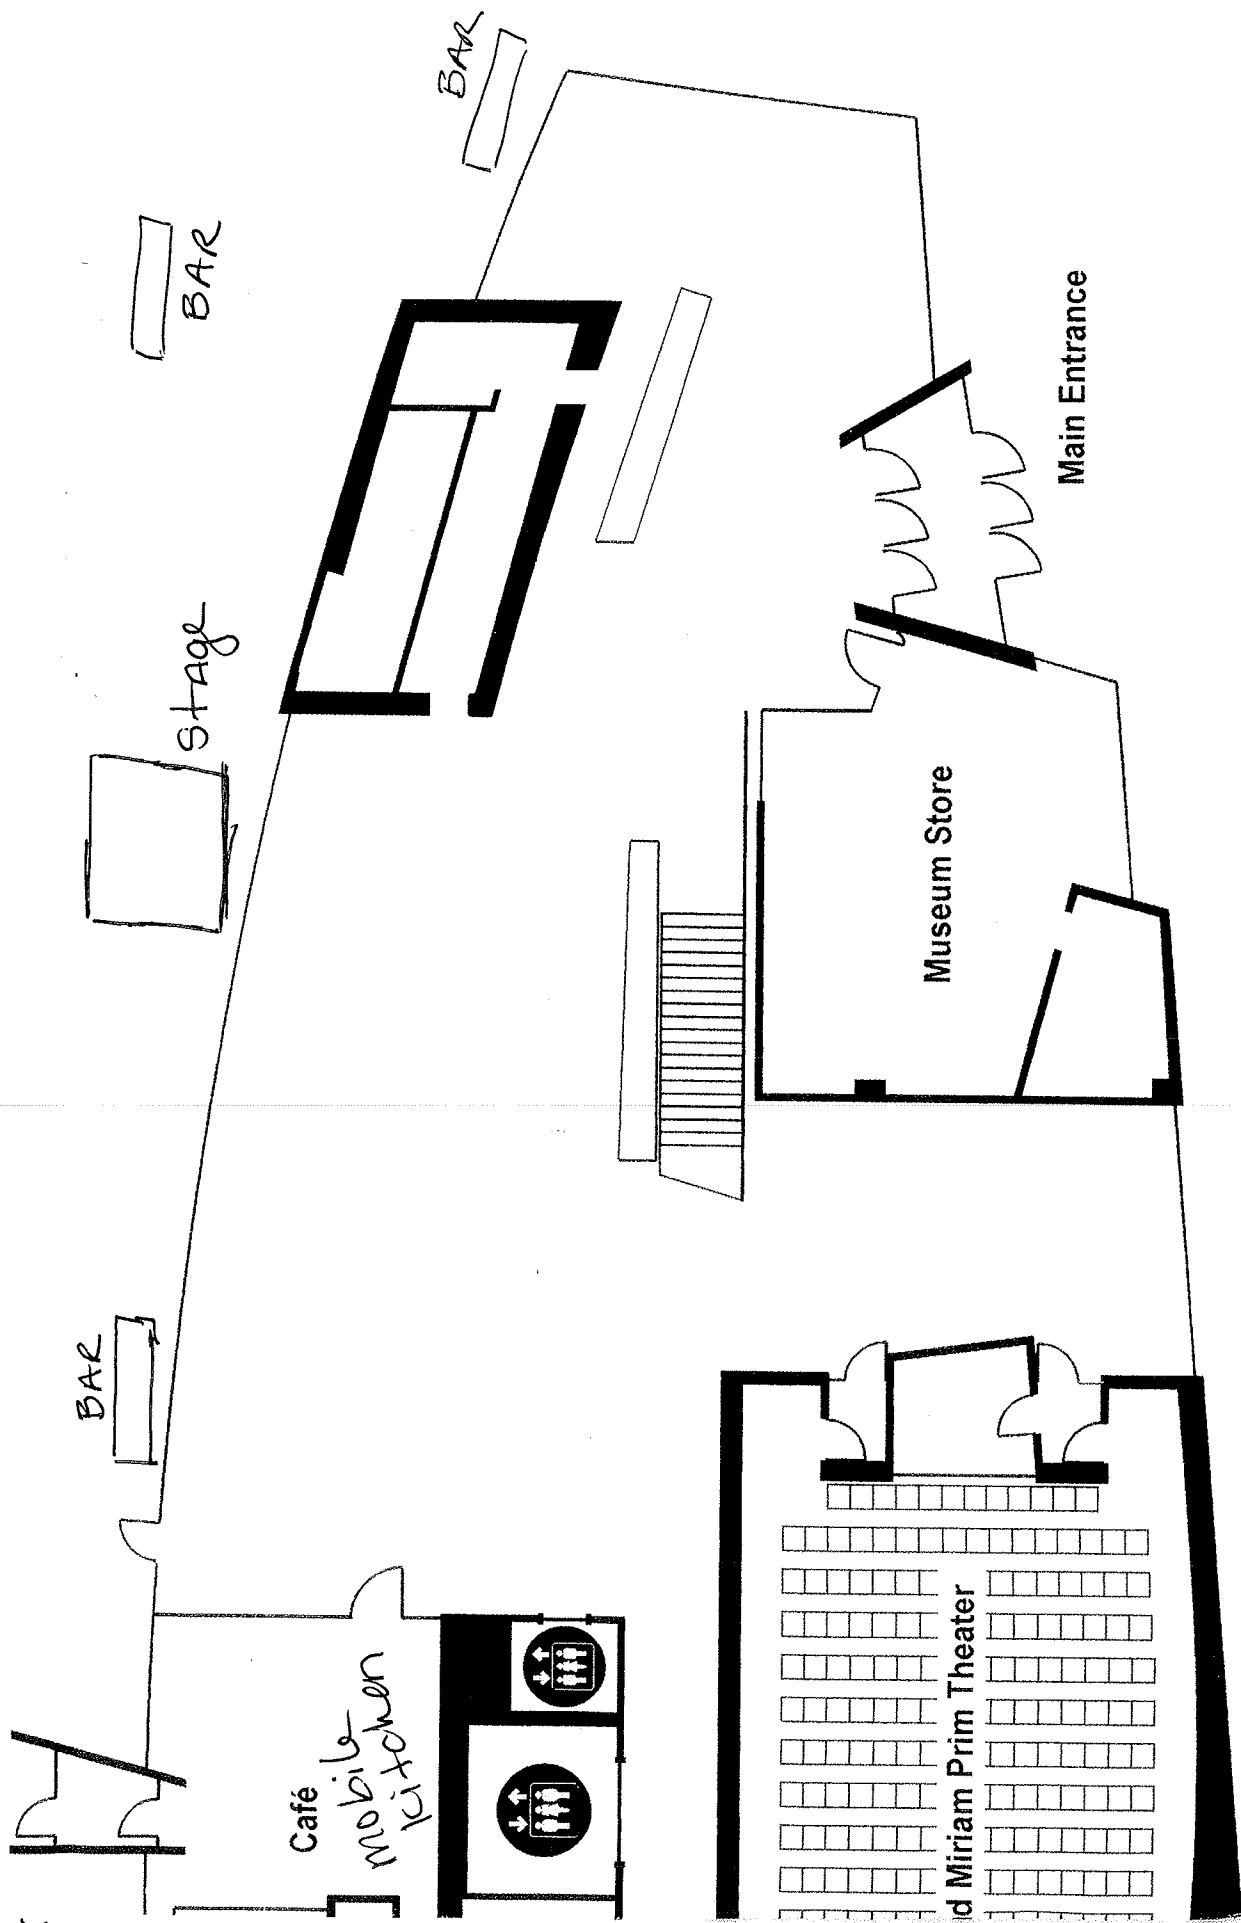 BAR
BAR
Stage
BAR
Main Entrance
Museum Store
Café
mobile
kitchen
d Miriam Prim Theater